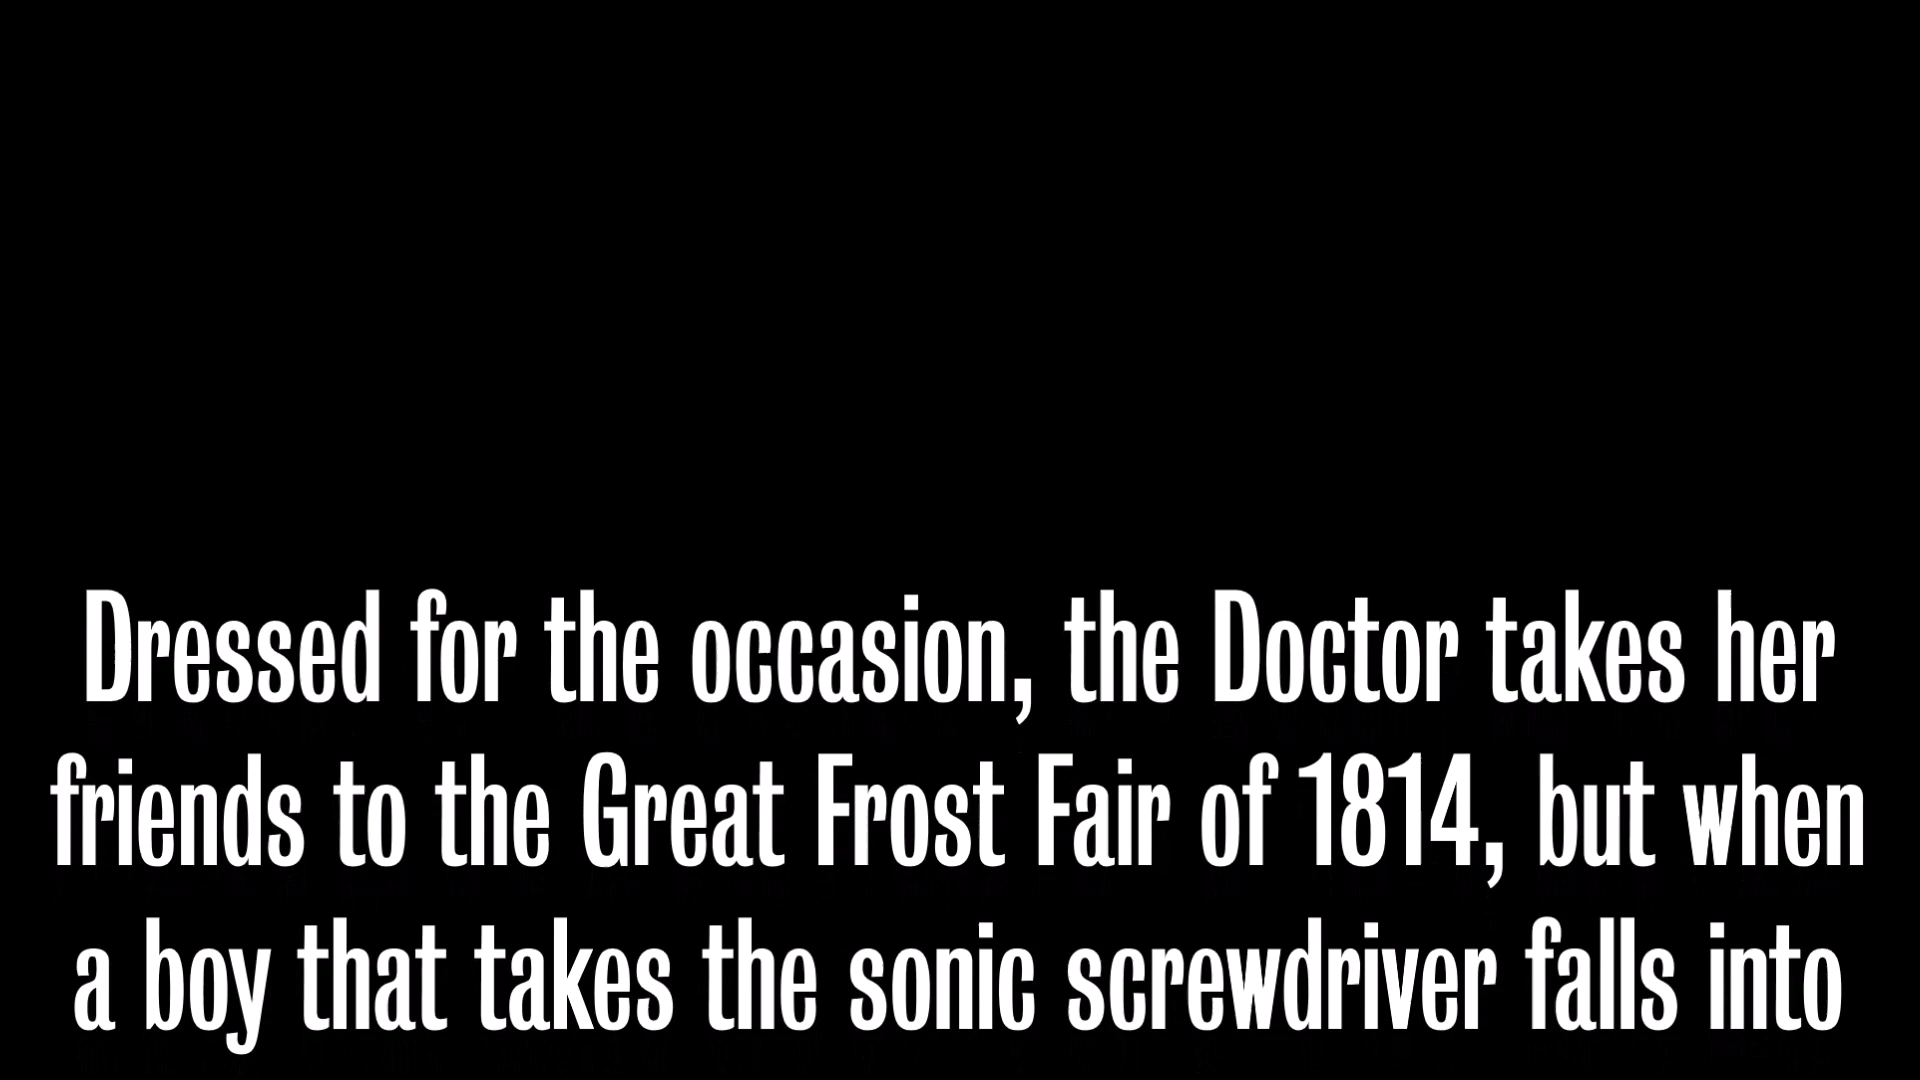 Dressed for the occasion, the Doctor takes her
friends to the Great Frost Fair of 1814, but when
a boy that takes the sonic screwdriver falls into